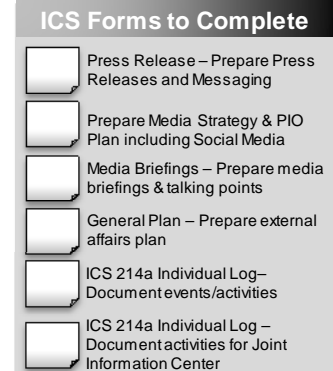 ICS Forms to Complete
Press Release – Prepare Press
Releases and Messaging
Prepare Media Strategy & PIO
Plan including Social Media
Media Briefings – Prepare media
briefings & talking points
General Plan – Prepare external
affairs plan
ICS 214a Individual Log–
Document events/activities
ICS 214a Individual Log –
Document activities for Joint
Information Center